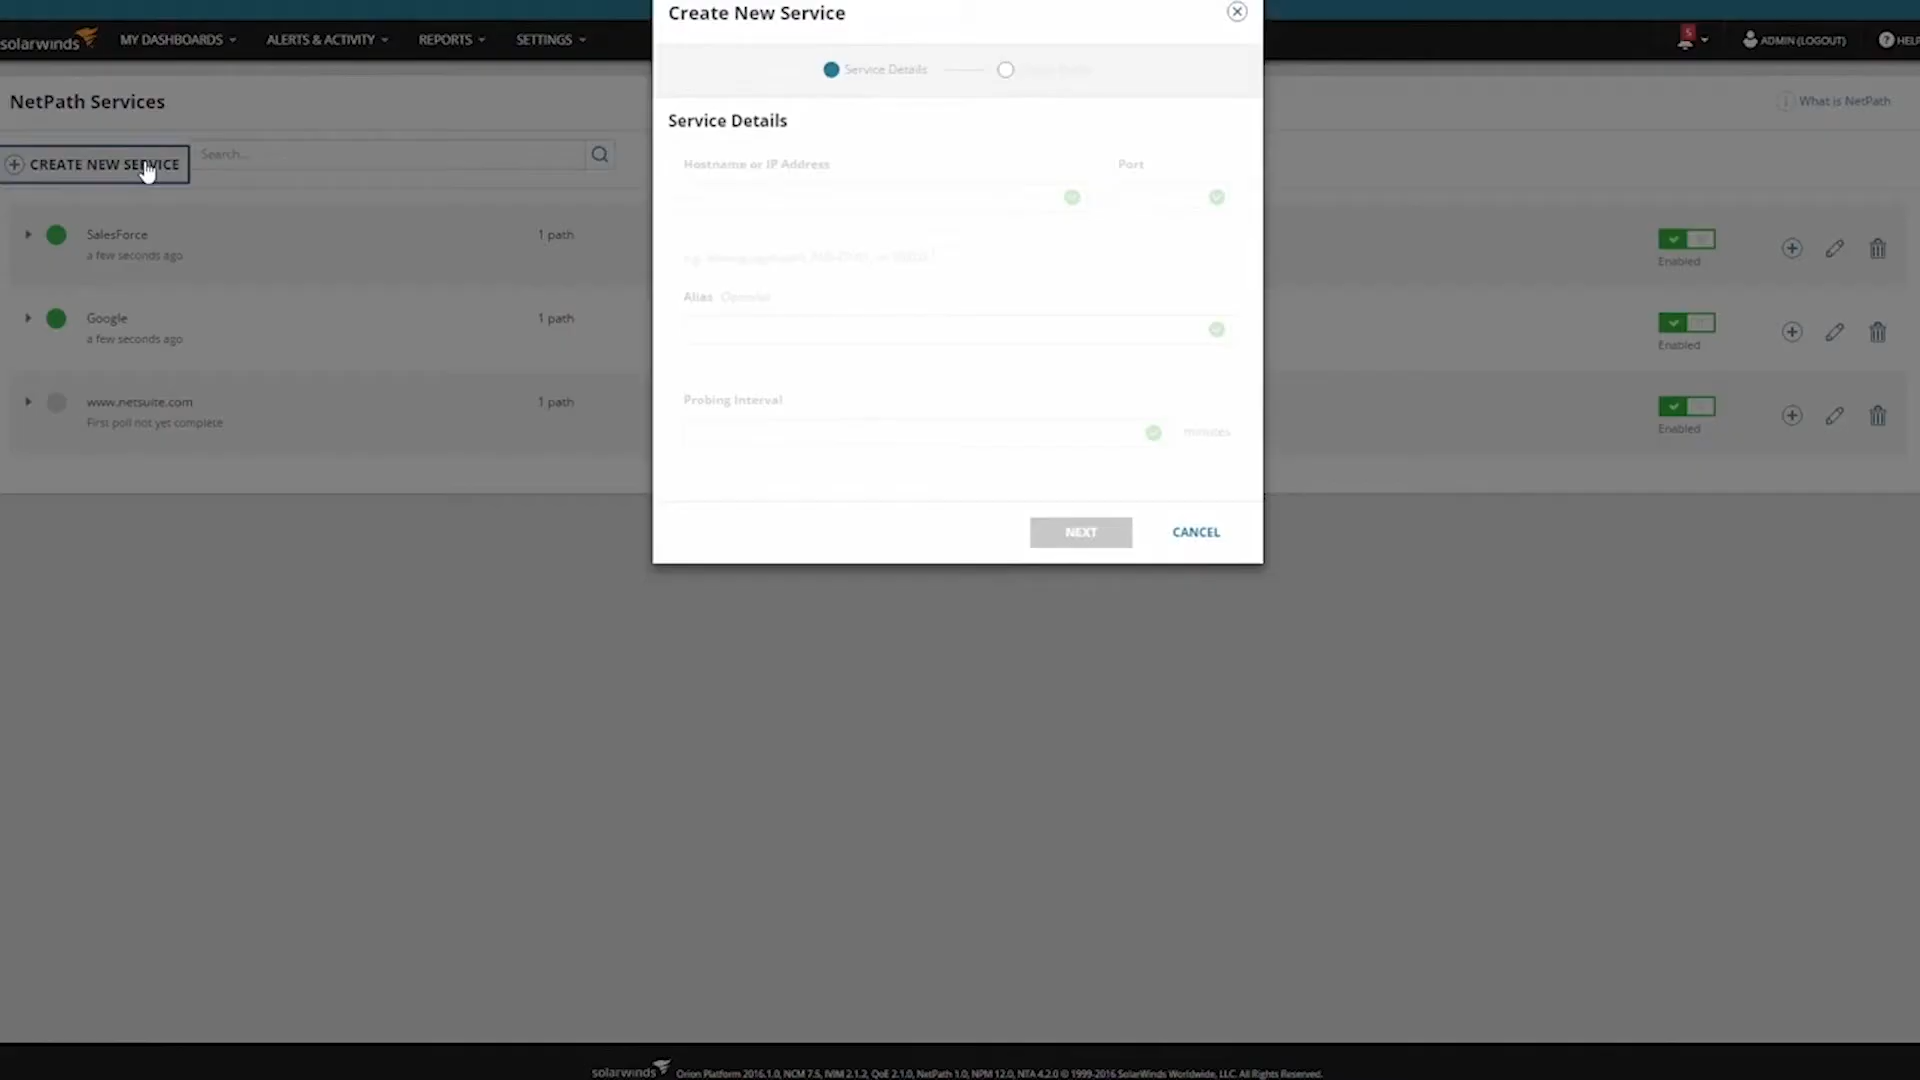 Create New Service
solarwinds
MY DASHBOARDS
ALERTS & ACTIVITY
REPORTS
SETTINGS
5
ADMIN (LOGOUT)
HELP
Service Details
NetPath Services
What is NetPath
CREATE NEW SERVICE
Search...
Service Details
Hostname or IP Address
Port
Alias Optional
Probing Interval
minutes
NEXT
CANCEL
SalesForce
a few seconds ago
1 path
Enabled
Google
a few seconds ago
1 path
Enabled
www.netsuite.com
First poll not yet complete
1 path
Enabled
solarwinds Orion Platform 2016.1.0, NCM 7.5, IVIM 2.1.2, QoE 2.1.0, NetPath 1.0, NPM 12.0, NTA 4.2.0 © 1999-2016 SolarWinds Worldwide, LLC. All Rights Reserved.